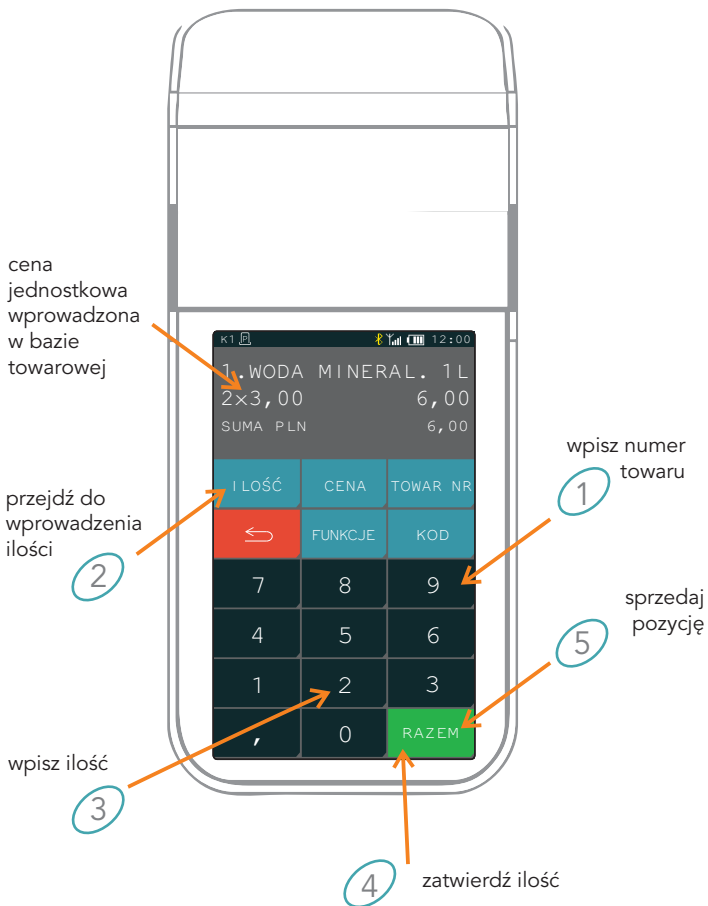 cena
jednostkowa
wprowadzona
w bazie
towarowej
K1 P 12:00
1.WODA MINERAL. 1L
2×3,00 6,00
SUMA PLN 6,00
wpisz numer
towaru
1
ILOŚĆ CENA TOWAR NR
przejdź do
wprowadzenia
ilości
2
FUNKCJE KOD
7 8 9
sprzedaj
pozycję
5
4 5 6
1 2 3
, 0 RAZEM
wpisz ilość
3
4 zatwierdź ilość